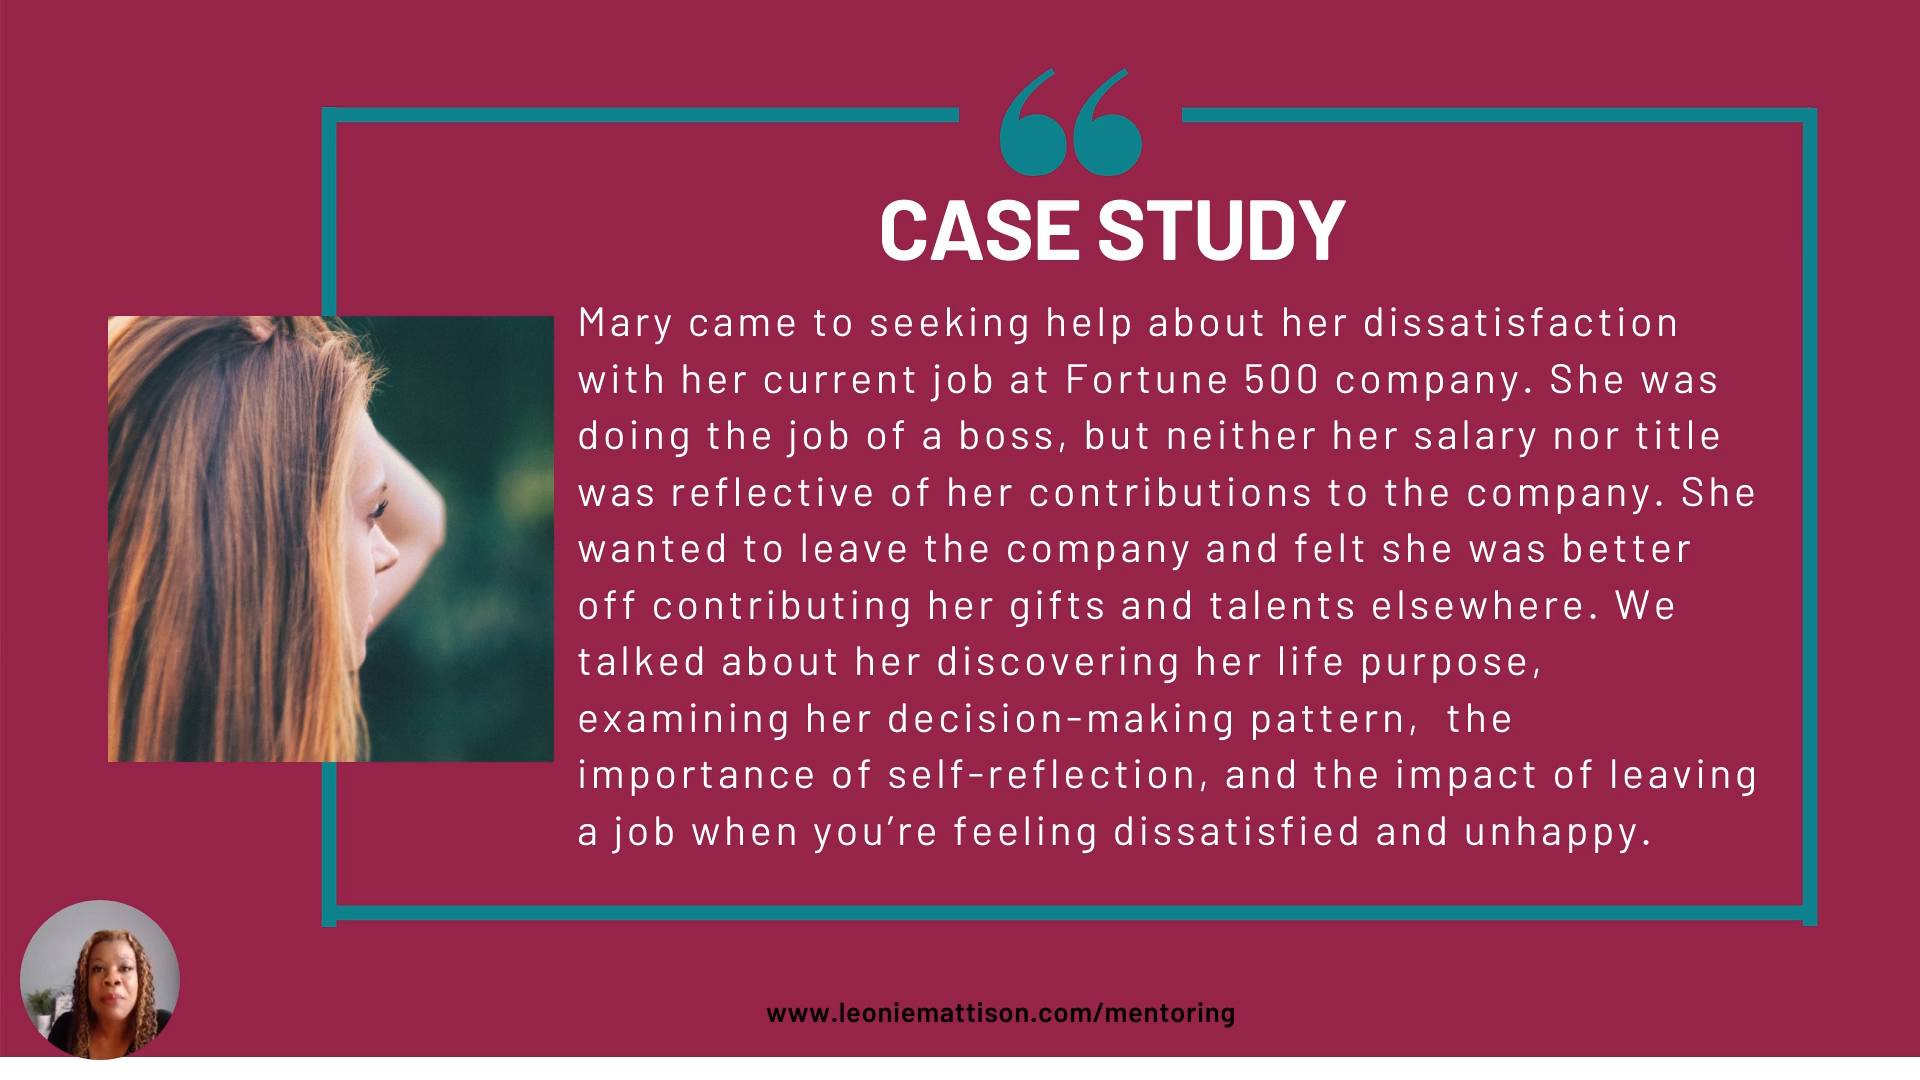 CASE STUDY
Mary came to seeking help about her dissatisfaction
with her current job at Fortune 500 company. She was
doing the job of a boss, but neither her salary nor title
was reflective of her contributions to the company. She
wanted to leave the company and felt she was better
off contributing her gifts and talents elsewhere. We
talked about her discovering her life purpose,
examining her decision-making pattern,  the
importance of self-reflection, and the impact of leaving
a job when you’re feeling dissatisfied and unhappy.
www.leoniemattison.com/mentoring